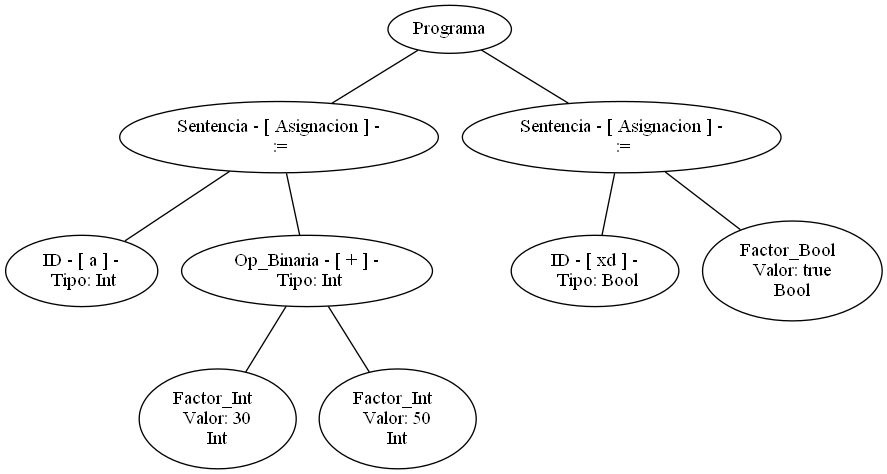 Programa
Sentencia - [ Asignacion ] -
:=
Sentencia - [ Asignacion ] -
:=
ID - [ a ] -
Tipo: Int
Op_Binaria - [ + ] -
Tipo: Int
ID - [ xd ] -
Tipo: Bool
Factor_Bool
Valor: true
Bool
Factor_Int
Valor: 30
Int
Factor_Int
Valor: 50
Int